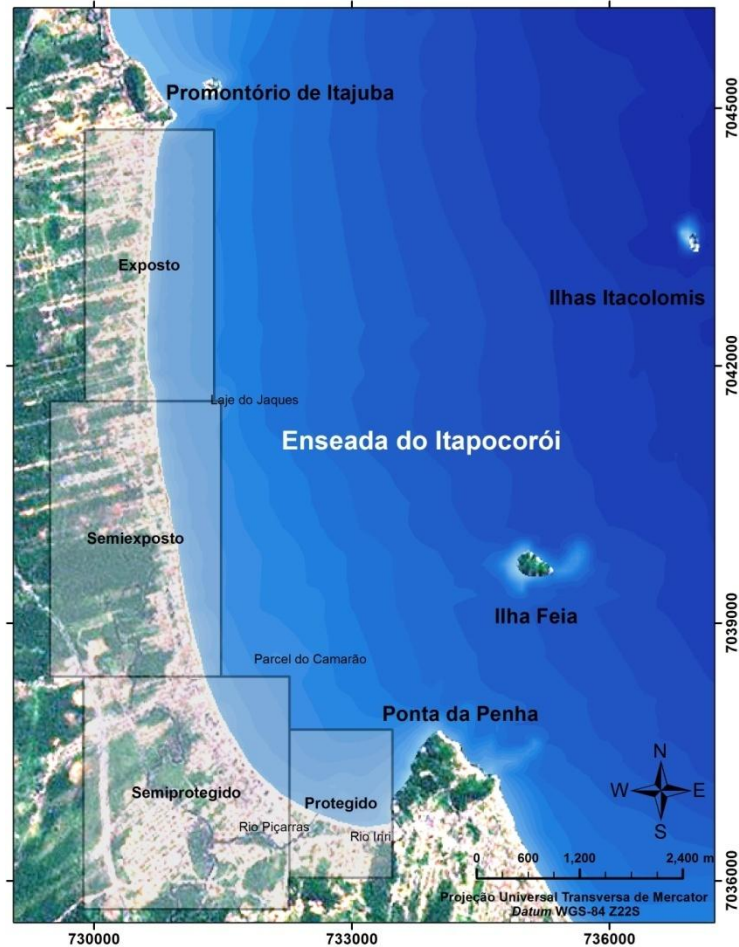 Promontório de Itajuba
7045000
Exposto
Ilhas Itacolomis
7042000
Laje do Jaques
Enseada do Itapocorói
Semiexposto
Ilha Feia
7039000
Parcel do Camarão
Ponta da Penha
N
W E
S
Semiprotegido
Protegido
Rio Piçarras
Rio Iriri
0 600 1,200 2,400 m
Projeção Universal Transversa de Mercator
Dátum WGS-84 Z22S
7036000
730000 733000 736000